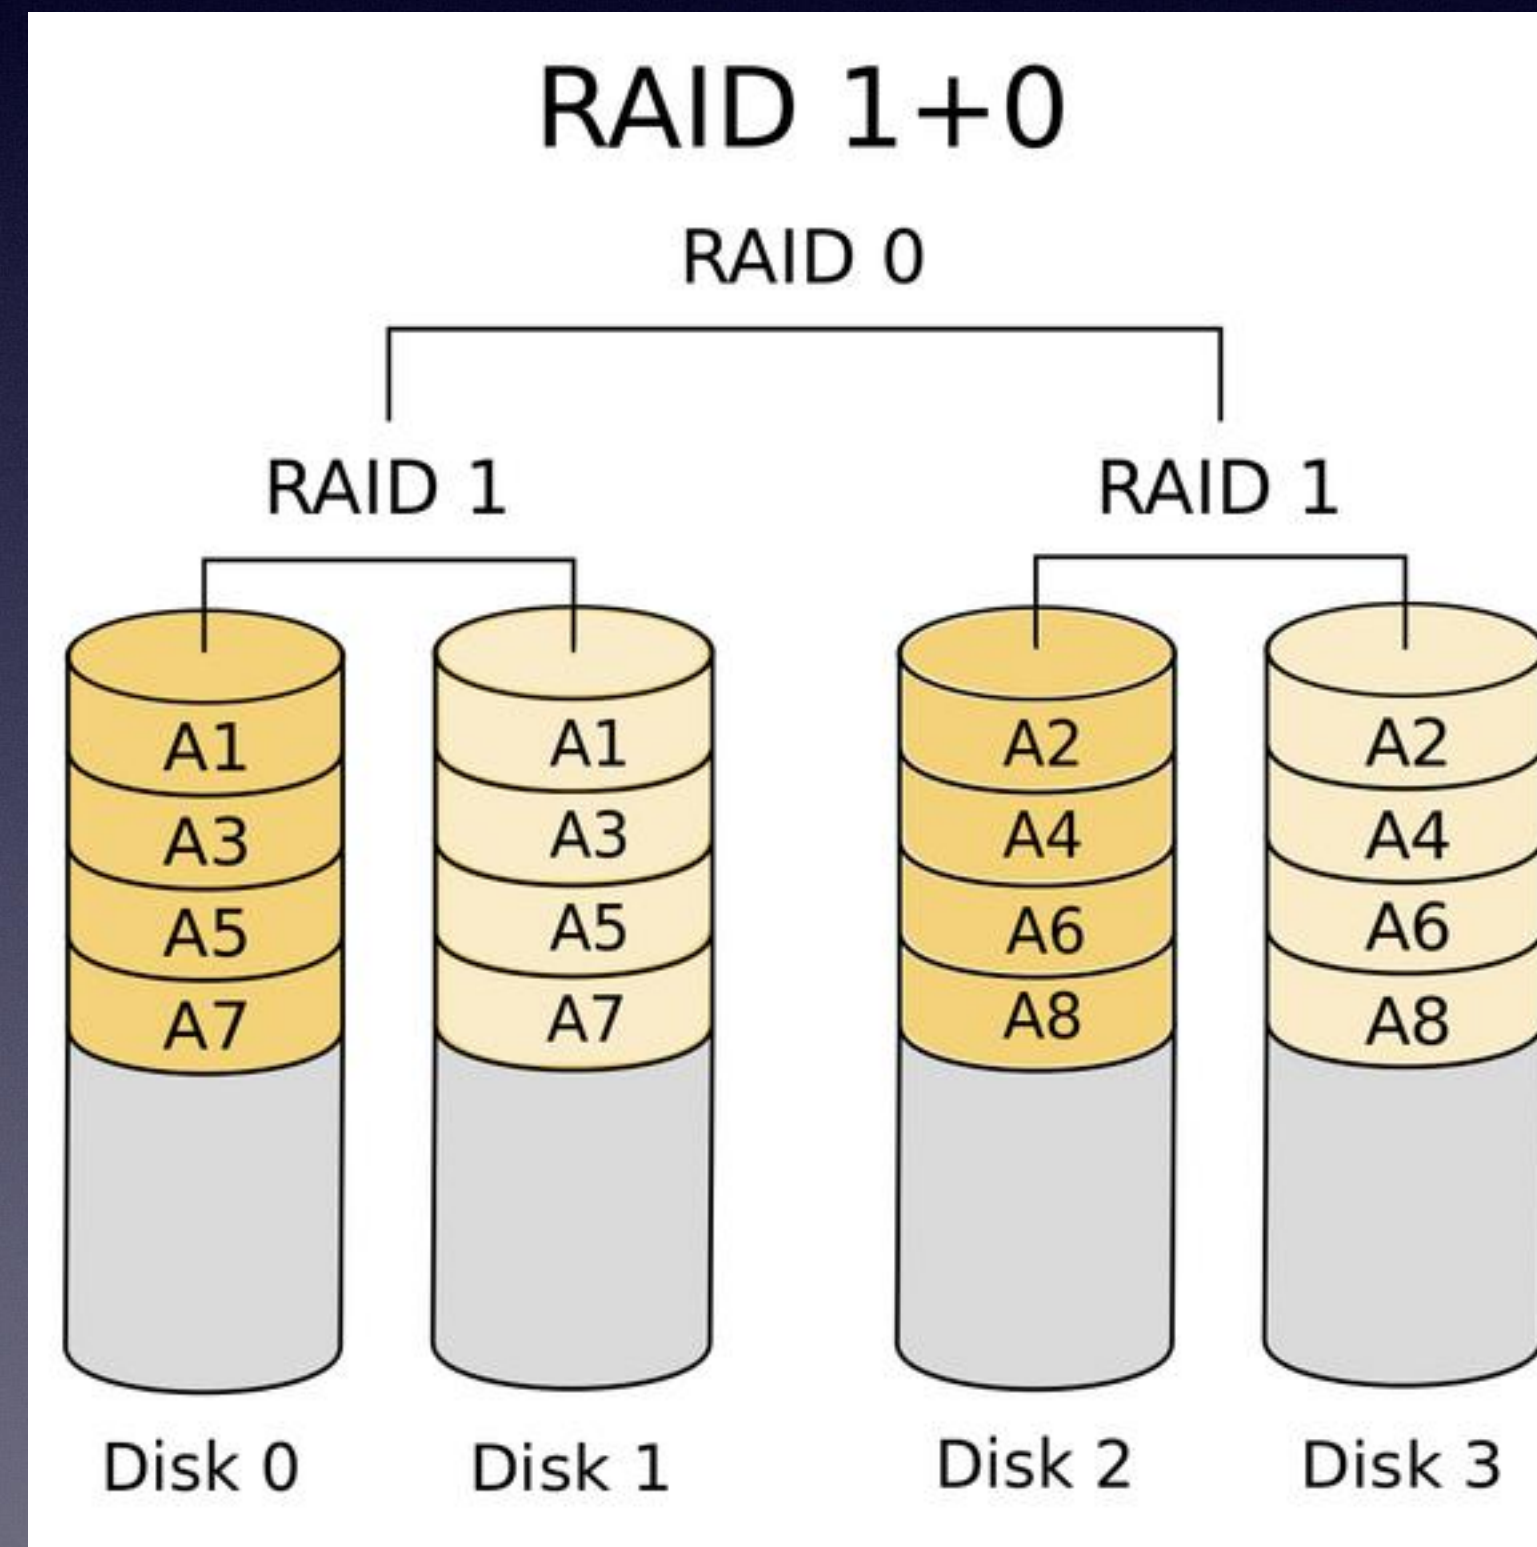 RAID 1+0
RAID 0
RAID 1 RAID 1
A1 A1 A2 A2
A3 A3 A4 A4
A5 A5 A6 A6
A7 A7 A8 A8
Disk 0 Disk 1 Disk 2 Disk 3